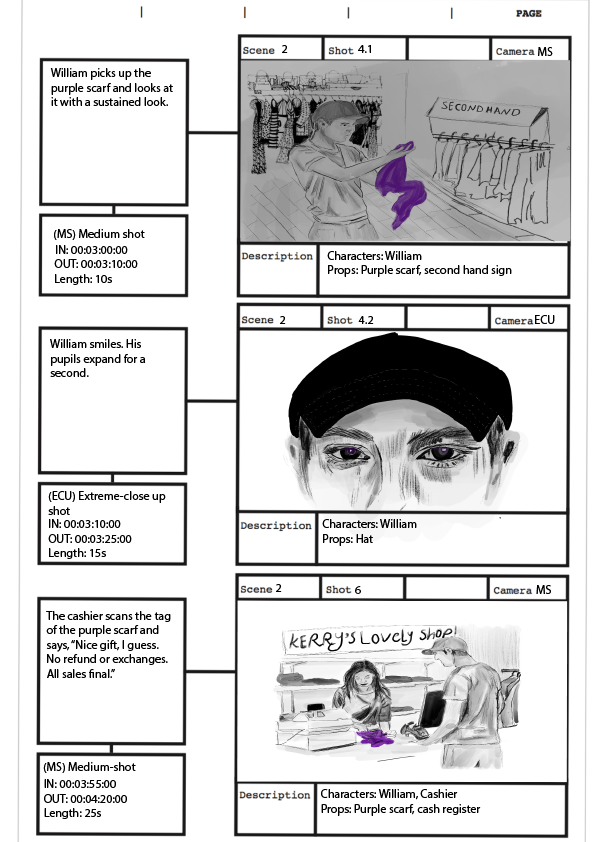 PAGE
Scene 2 Shot 4.1 Camera MS
William picks up the
purple scarf and looks at
it with a sustained look.
SECOND HAND
(MS) Medium shot
IN: 00:03:00:00
OUT: 00:03:10:00
Length: 10s
Description
Characters: William
Props: Purple scarf, second hand sign
Scene 2 Shot 4.2 Camera ECU
William smiles. His
pupils expand for a
second.
(ECU) Extreme-close up
shot
IN: 00:03:10:00
OUT: 00:03:25:00
Length: 15s
Description
Characters: William
Props: Hat
Scene 2 Shot 6 Camera MS
The cashier scans the tag
of the purple scarf and
says, “Nice gift, I guess.
No refund or exchanges.
All sales final.”
KERRY'S Lovely Shop!
(MS) Medium-shot
IN: 00:03:55:00
OUT: 00:04:20:00
Length: 25s
Description
Characters: William, Cashier
Props: Purple scarf, cash register